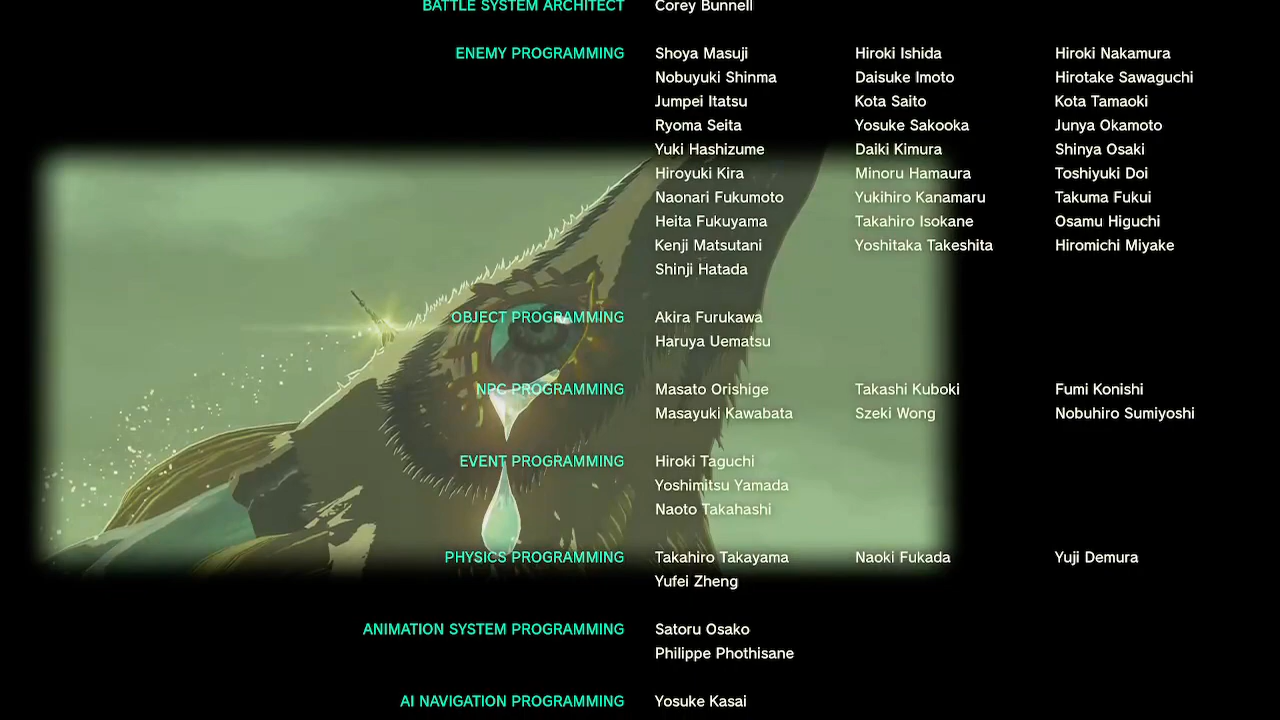 BATTLE SYSTEM ARCHITECT Corey Bunnell
ENEMY PROGRAMMING Shoya Masuji Hiroki Ishida Hiroki Nakamura
Nobuyuki Shinma Daisuke Imoto Hirotake Sawaguchi
Jumpei Itatsu Kota Saito Kota Tamaoki
Ryoma Seita Yosuke Sakooka Junya Okamoto
Yuki Hashizume Daiki Kimura Shinya Osaki
Hiroyuki Kira Minoru Hamaura Toshiyuki Doi
Naonari Fukumoto Yukihiro Kanamaru Takuma Fukui
Heita Fukuyama Takahiro Isokane Osamu Higuchi
Kenji Matsutani Yoshitaka Takeshita Hiromichi Miyake
Shinji Hatada
OBJECT PROGRAMMING Akira Furukawa
Haruya Uematsu
NPC PROGRAMMING Masato Orishige Takashi Kuboki Fumi Konishi
Masayuki Kawabata Szeki Wong Nobuhiro Sumiyoshi
EVENT PROGRAMMING Hiroki Taguchi
Yoshimitsu Yamada
Naoto Takahashi
PHYSICS PROGRAMMING Takahiro Takayama Naoki Fukada Yuji Demura
Yufei Zheng
ANIMATION SYSTEM PROGRAMMING Satoru Osako
Philippe Phothisane
AI NAVIGATION PROGRAMMING Yosuke Kasai